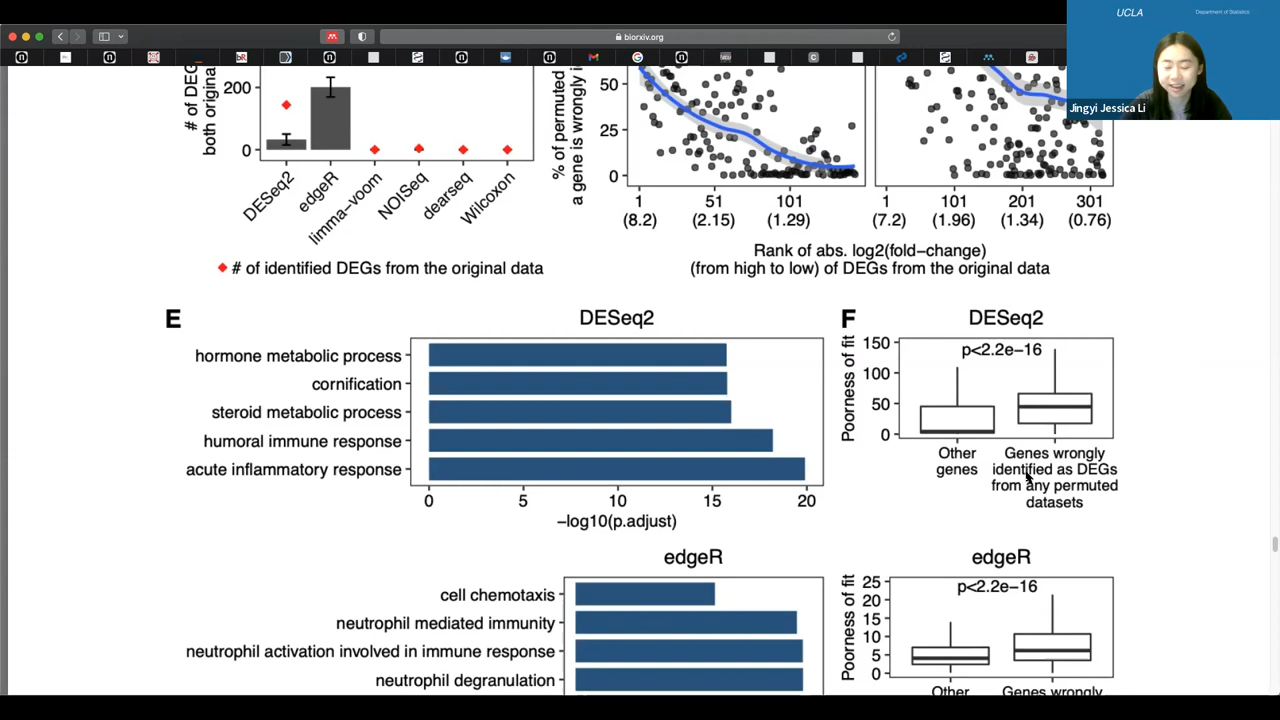 UCLA
Department of Statistics
biorxiv.org
Jingyi Jessica Li
# of DEG
both origina
200
0
DESeq2
edgeR
limma-voom
NOISeq
dearseq
Wilcoxon
# of identified DEGs from the original data
% of permuted
a gene is wrongly i
50
25
0
1
51
101
(8.2)
(2.15)
(1.29)
1
101
201
301
(7.2)
(1.96)
(1.34)
(0.76)
Rank of abs. log2(fold−change)
(from high to low) of DEGs from the original data
E
DESeq2
hormone metabolic process
cornification
steroid metabolic process
humoral immune response
acute inflammatory response
0
5
10
15
20
−log10(p.adjust)
F
DESeq2
Poorness of fit
150
100
50
0
p<2.2e−16
Other
genes
Genes wrongly
identified as DEGs
from any permuted
datasets
edgeR
cell chemotaxis
neutrophil mediated immunity
neutrophil activation involved in immune response
neutrophil degranulation
edgeR
Poorness of fit
25
20
15
10
5
0
p<2.2e−16
Other
Genes wrongly